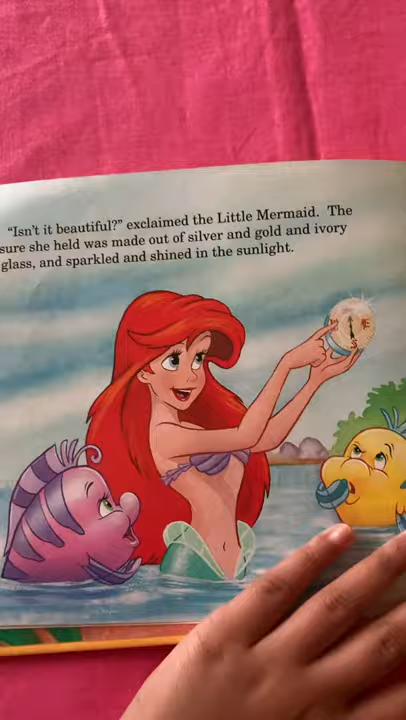 “Isn’t it beautiful?” exclaimed the Little Mermaid. The
sure she held was made out of silver and gold and ivory
glass, and sparkled and shined in the sunlight.
E
S